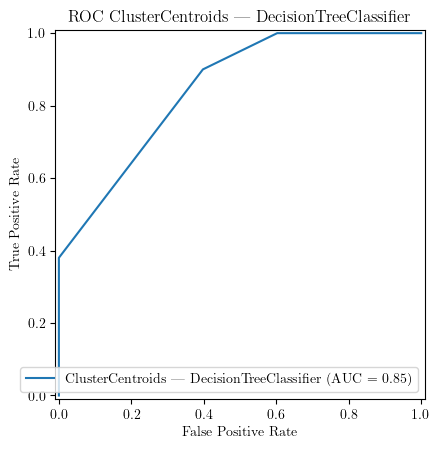 ROC ClusterCentroids — DecisionTreeClassifier
1.0
0.8
0.6
0.4
0.2
0.0
True Positive Rate
ClusterCentroids — DecisionTreeClassifier (AUC = 0.85)
0.0 0.2 0.4 0.6 0.8 1.0
False Positive Rate